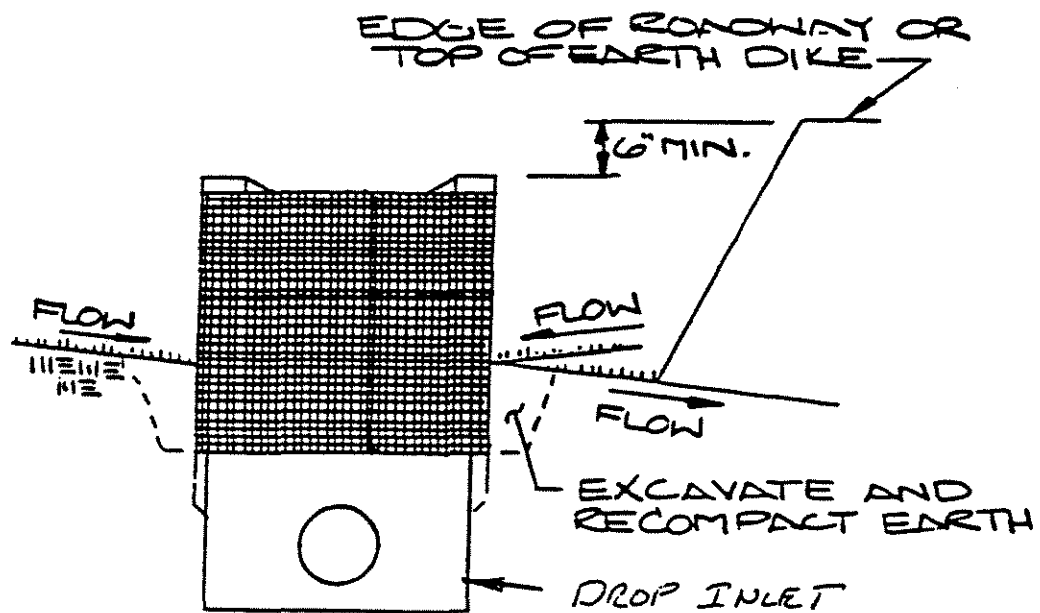 EDGE OF ROADWAY OR
TOP OF EARTH DIKE
6" MIN.
FLOW
FLOW
FLOW
EXCAVATE AND
RECOMPACT EARTH
DROP INLET